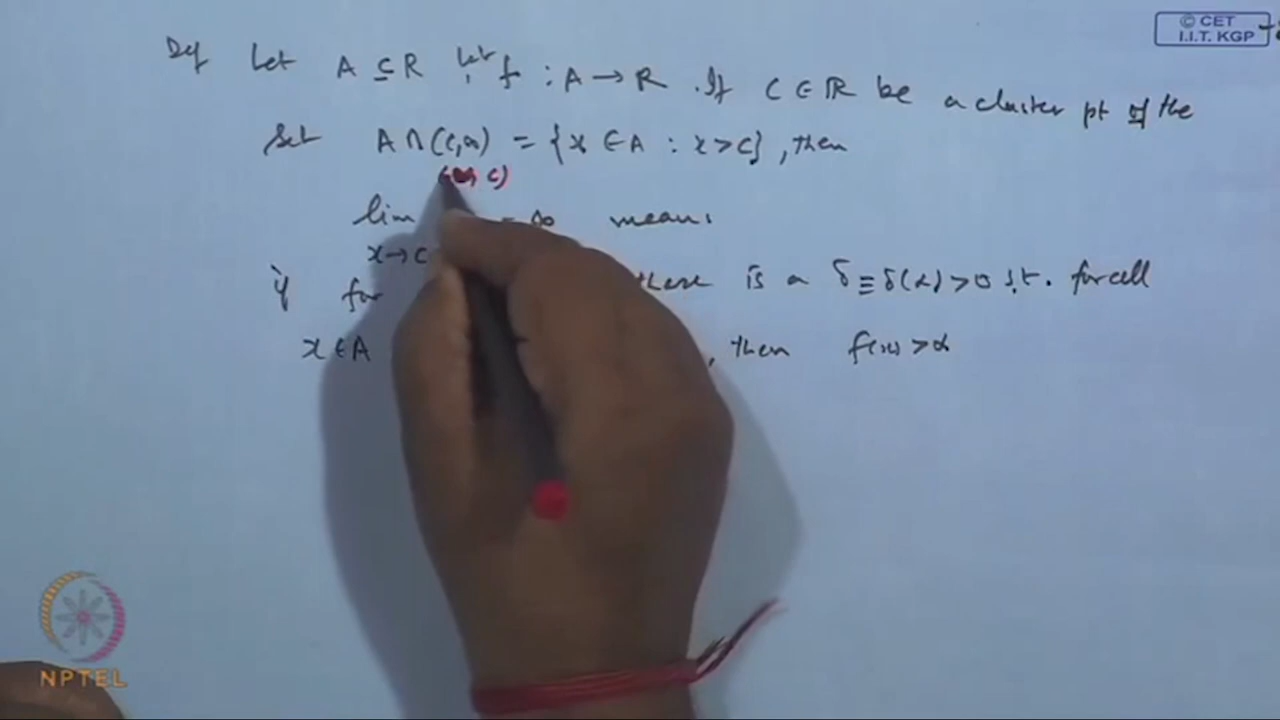 © CET
I.I.T. KGP
Def Let A ⊆ R let f : A → R . If C ∈ R be a cluster pt of the
Set A ∩ (c, ∞) = {x ∈ A : x > c}, then
c)
lim = ∞ means
x → c
if for there is a δ ≡ δ(α) > 0 s.t. for all
x ∈ A , then f(x) > α
NPTEL